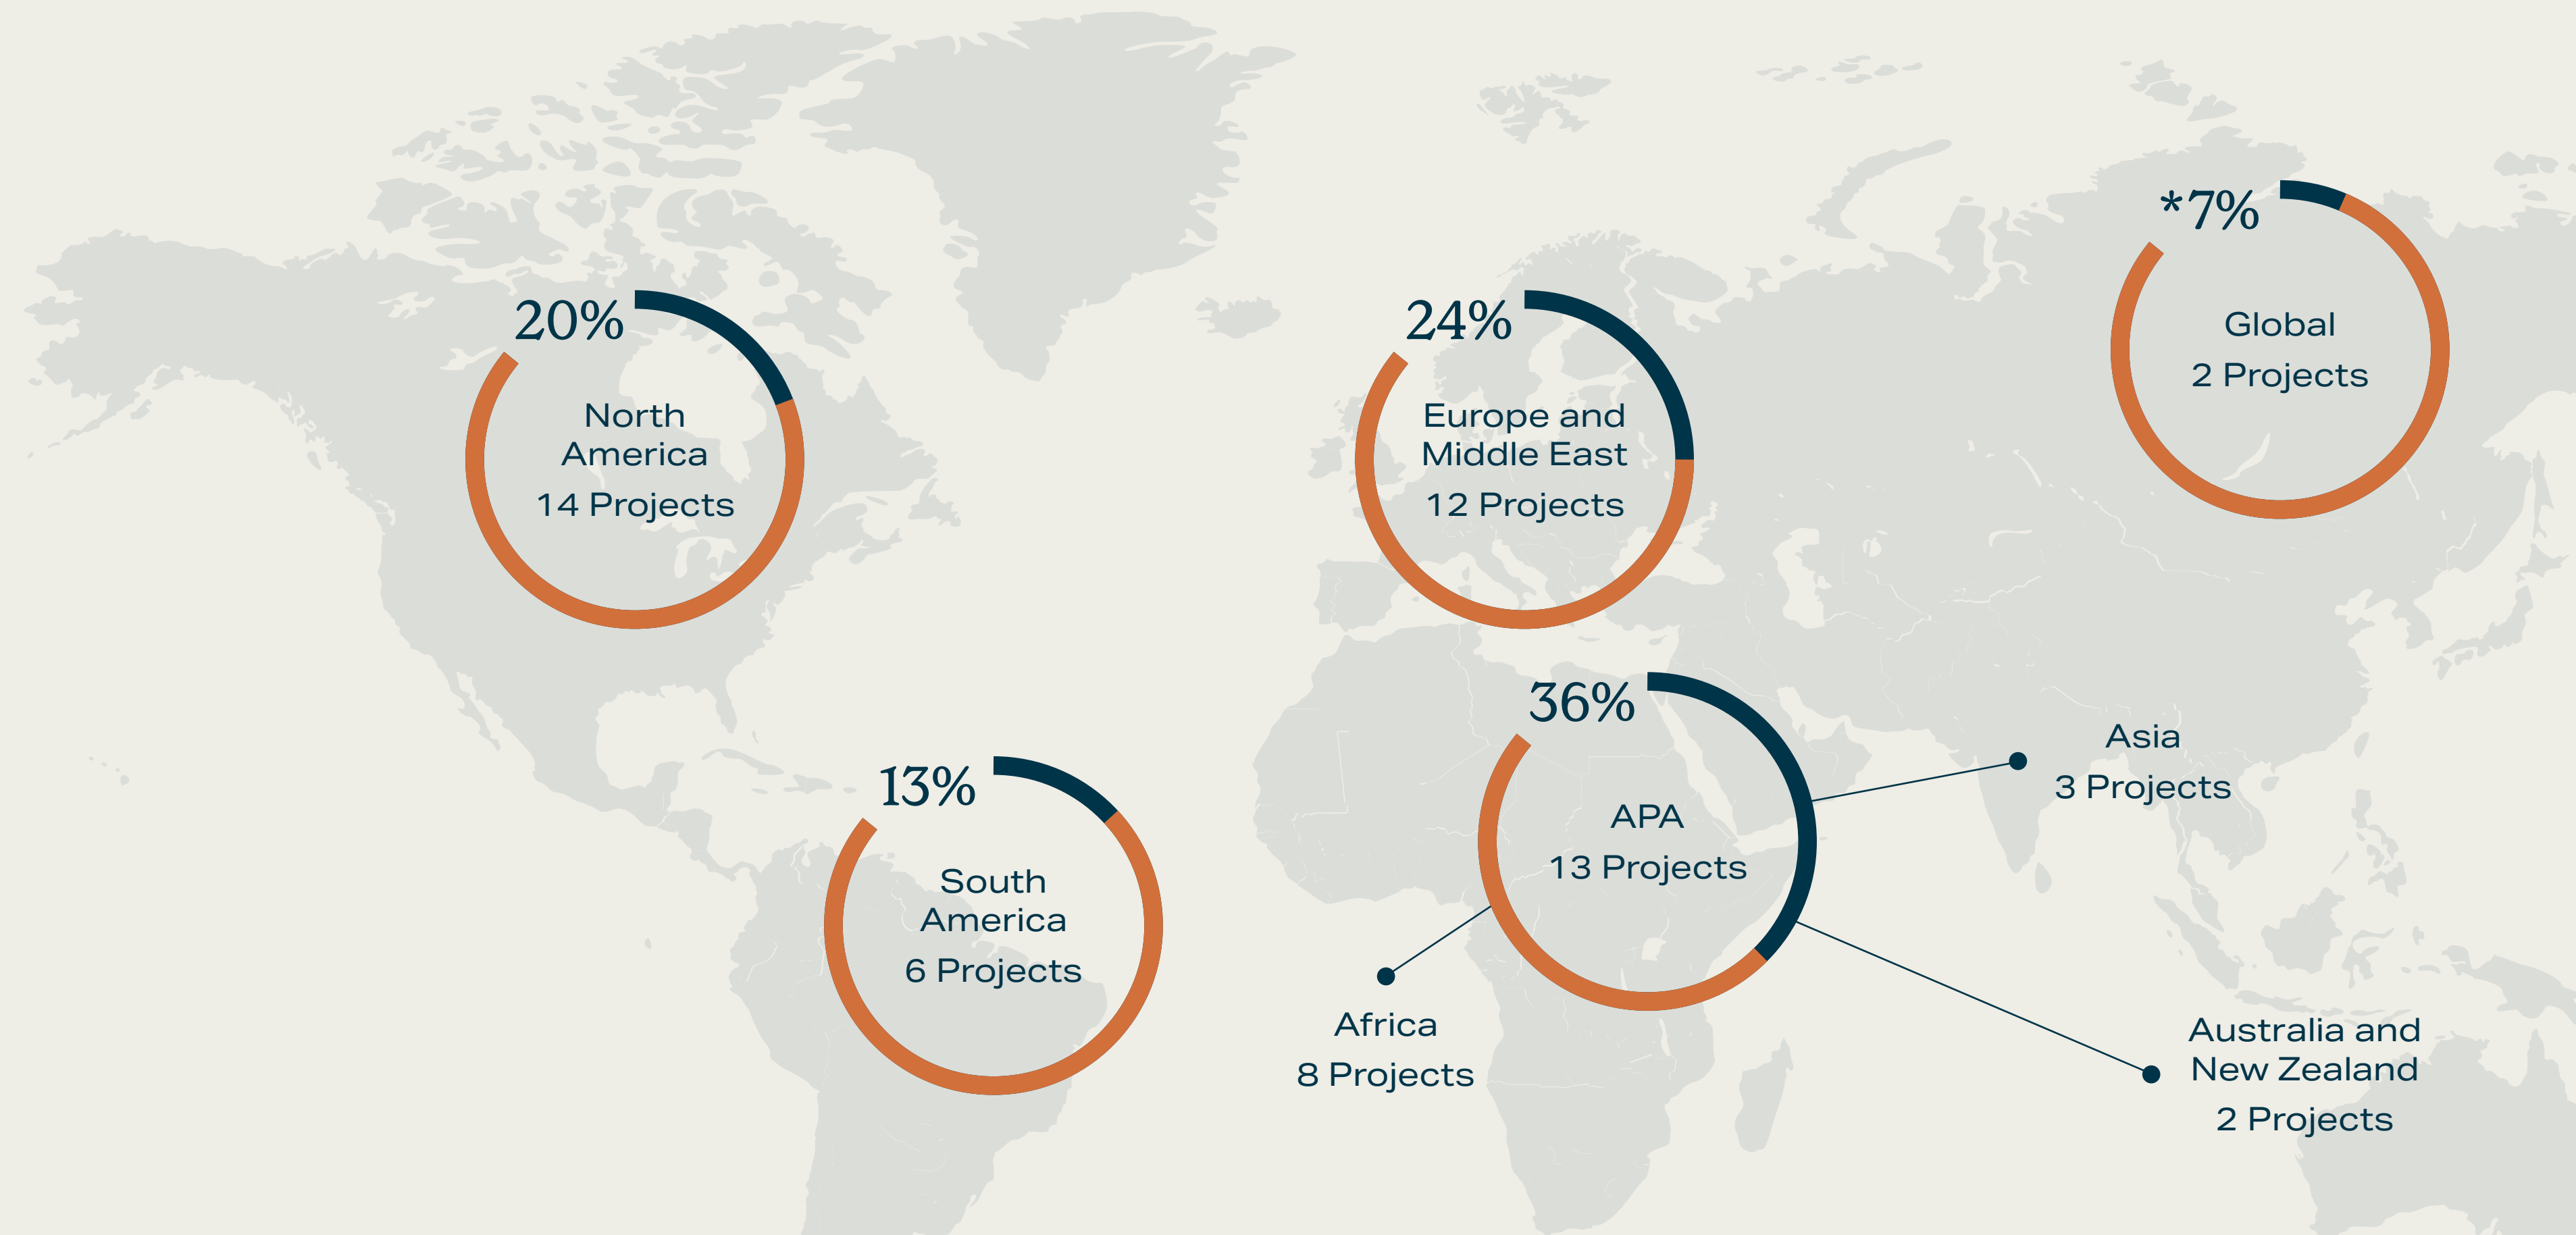 20%
North
America
14 Projects
24%
Europe and
Middle East
12 Projects
*7%
Global
2 Projects
13%
South
America
6 Projects
36%
APA
13 Projects
Asia
3 Projects
Africa
8 Projects
Australia and
New Zealand
2 Projects